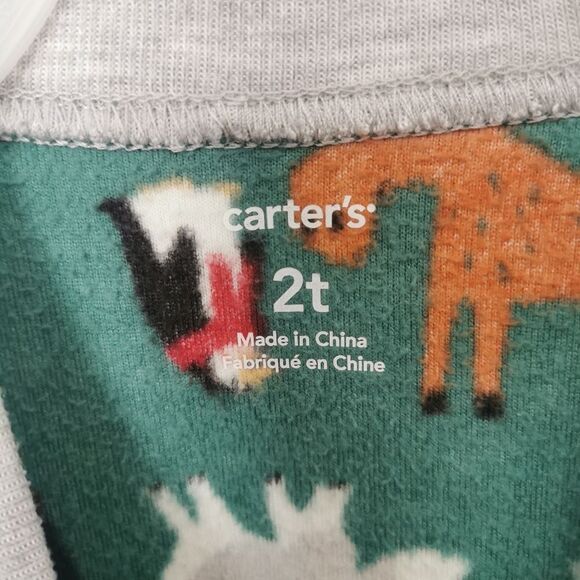 carter's
2t
Made in China
Fabriqué en Chine